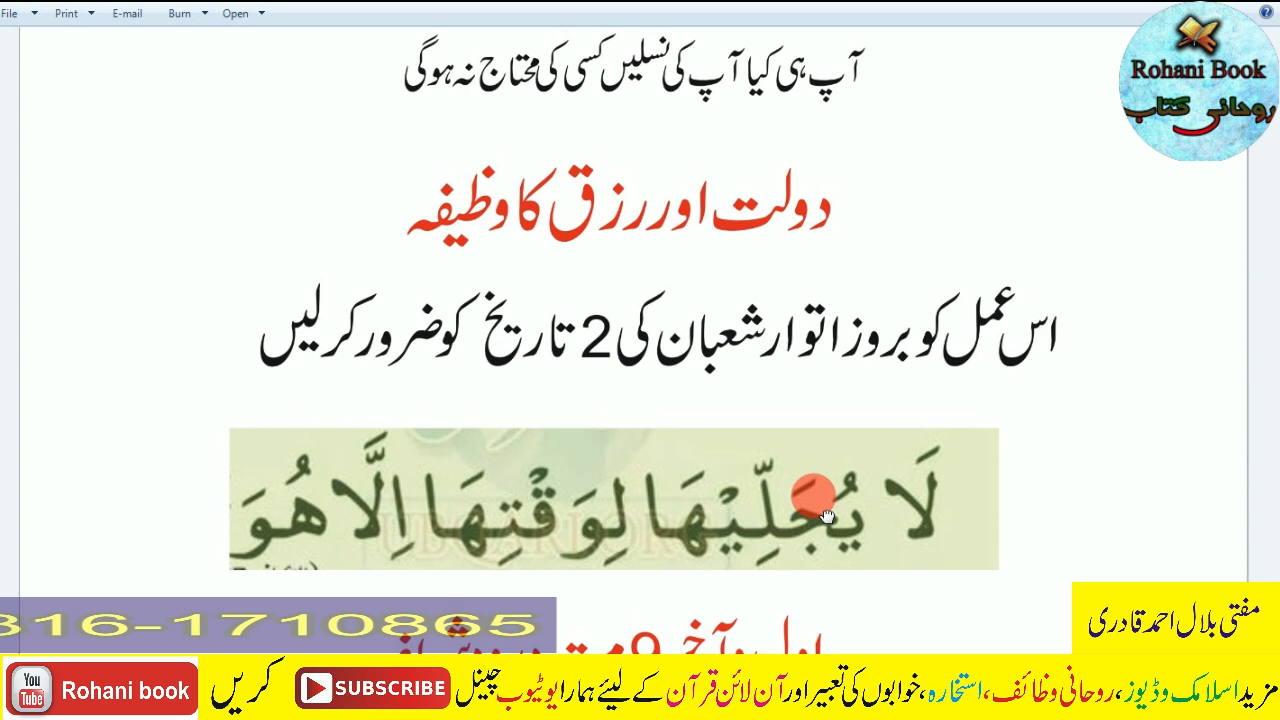 File Print E-mail Burn Open
Rohani Book
روحانی کتاب
آپ ہی کیا آپ کی نسلیں کسی کی محتاج نہ ہوگی
دولت اور رزق کا وظیفہ
اس عمل کو بروز اتوار شعبان کی 2 تاریخ کو ضرور کرلیں
لَا يُجَلِّيْهَا لِوَقْتِهَا اِلَّا هُوَ
816-1710865
مفتی بلال احمد قادری
مزید اسلامک وڈیوز، روحانی وظائف، استخارہ، خوابوں کی تعبیر اور آن لائن قرآن کے لیئے ہمارا یوٹیوب چینل SUBSCRIBE کریں
You Tube Rohani book